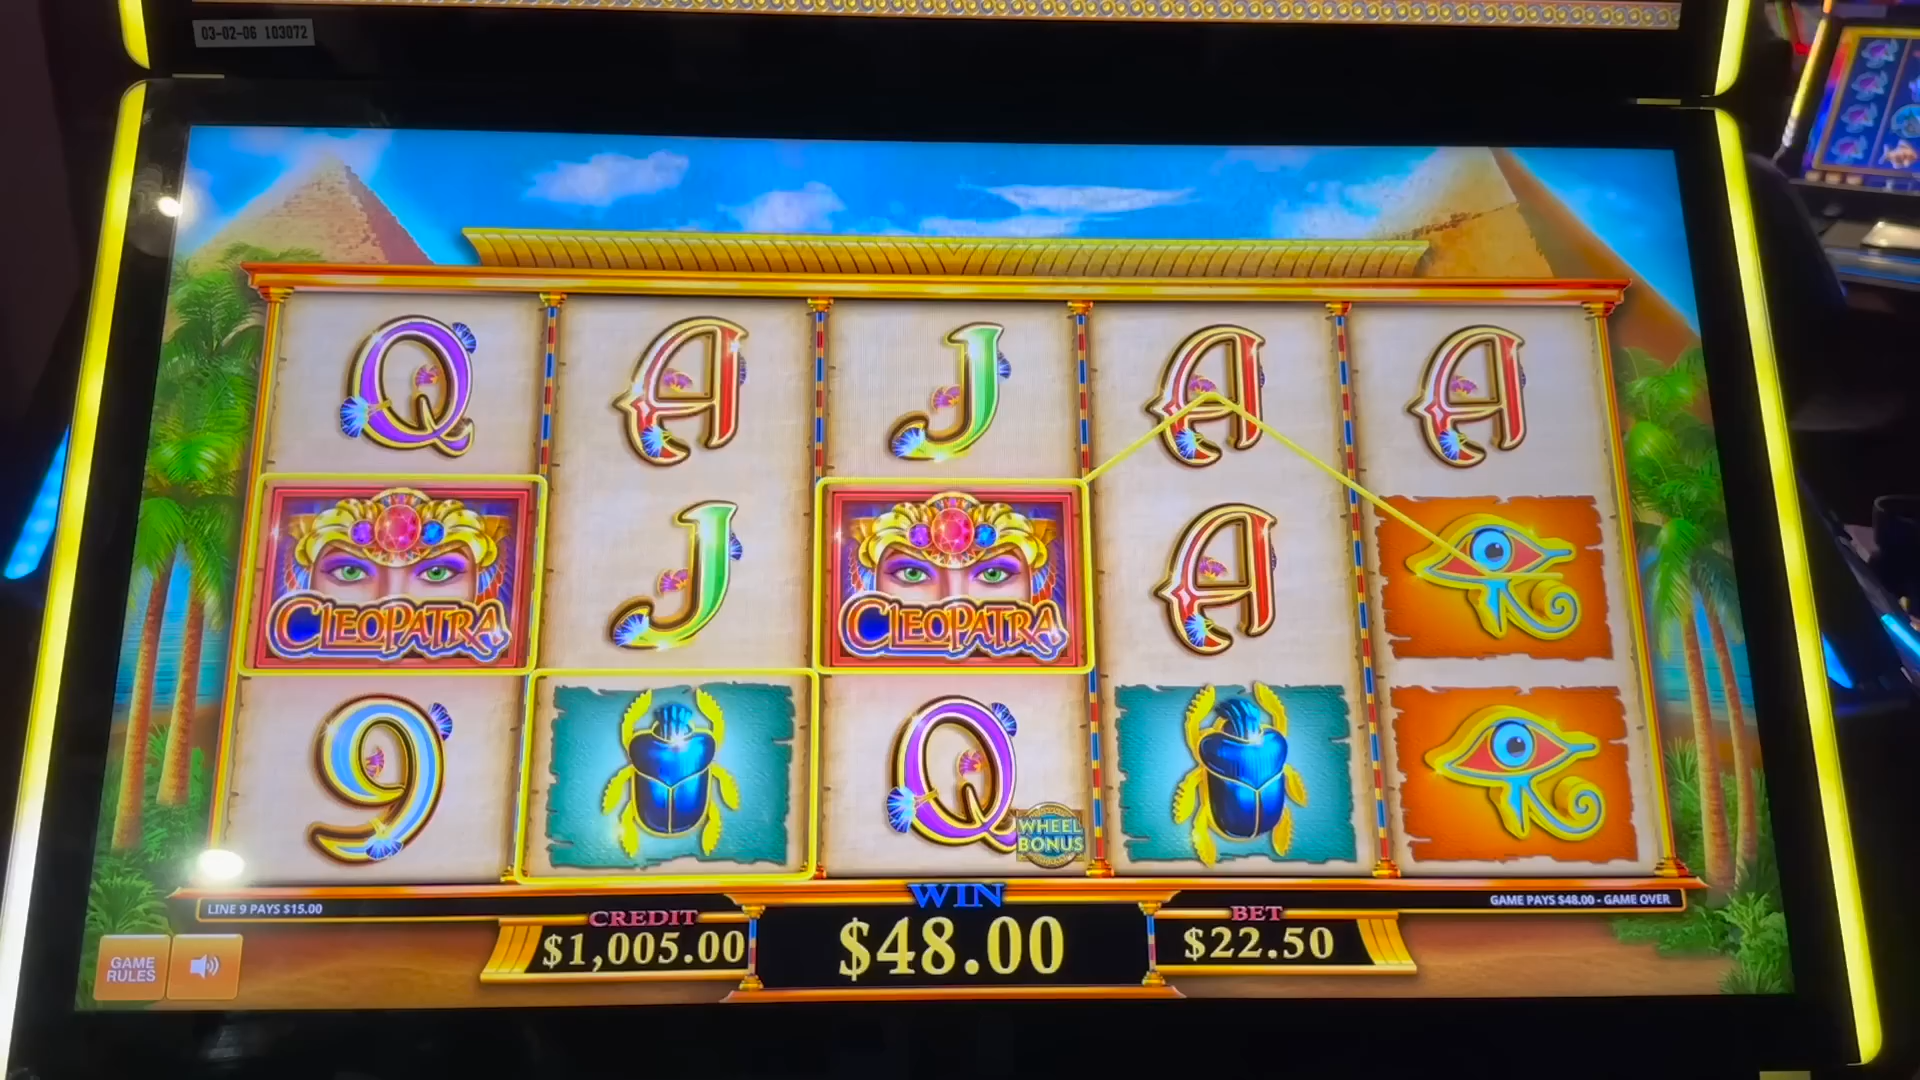 03-02-06 103072
Q A J A A
CLEOPATRA J CLEOPATRA A
9 Q
WHEEL
BONUS
LINE 9 PAYS $15.00
WIN
GAME PAYS $48.00 - GAME OVER
CREDIT
$1,005.00
$48.00
BET
$22.50
GAME
RULES